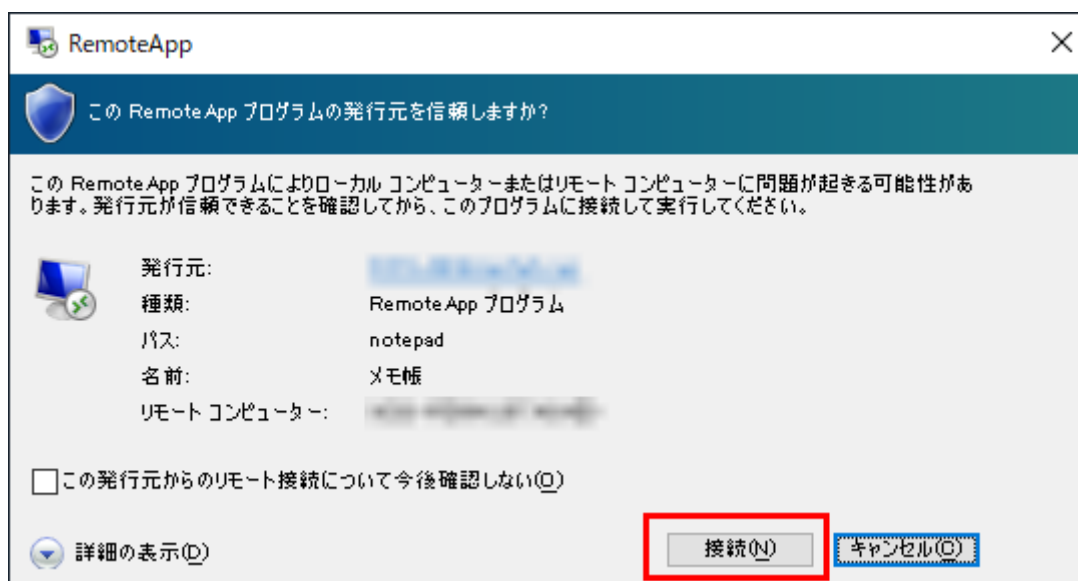 RemoteApp
この RemoteApp プログラムの発行元を信頼しますか?
この RemoteApp プログラムによりローカル コンピューターまたはリモート コンピューターに問題が起きる可能性があ
ります。発行元が信頼できることを確認してから、このプログラムに接続して実行してください。
発行元:
種類: RemoteApp プログラム
パス: notepad
名前: メモ帳
リモート コンピューター:
この発行元からのリモート接続について今後確認しない(O)
詳細の表示(D) 接続(N) キャンセル(C)